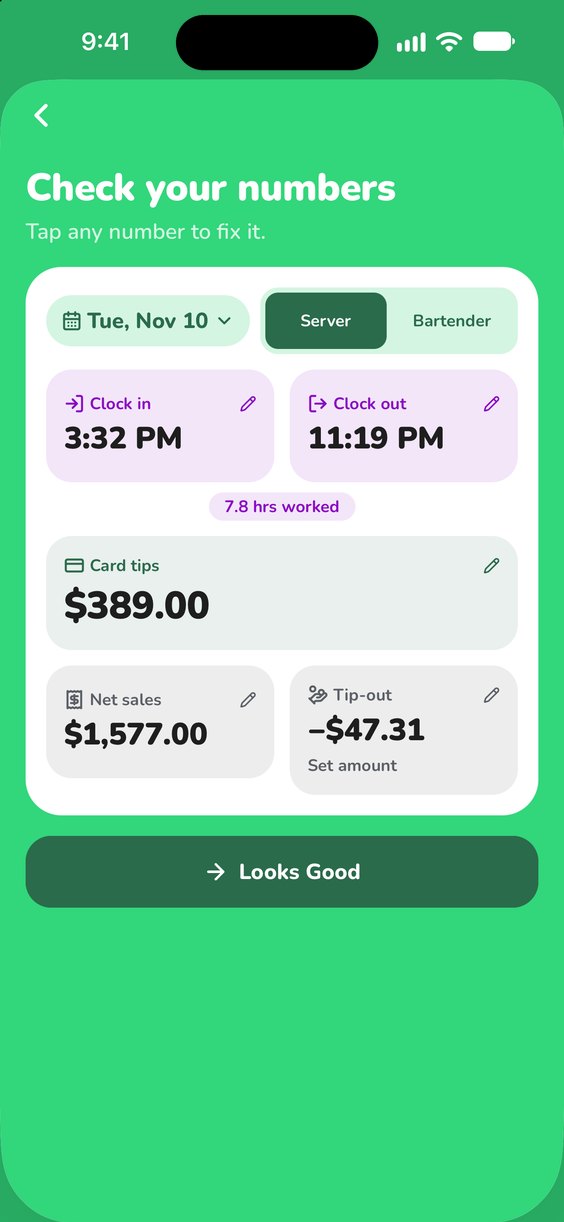 9:41
Check your numbers
Tap any number to fix it.
Tue, Nov 10
Server
Bartender
Clock in
3:32 PM
Clock out
11:19 PM
7.8 hrs worked
Card tips
$389.00
Net sales
$1,577.00
Tip-out
–$47.31
Set amount
Looks Good